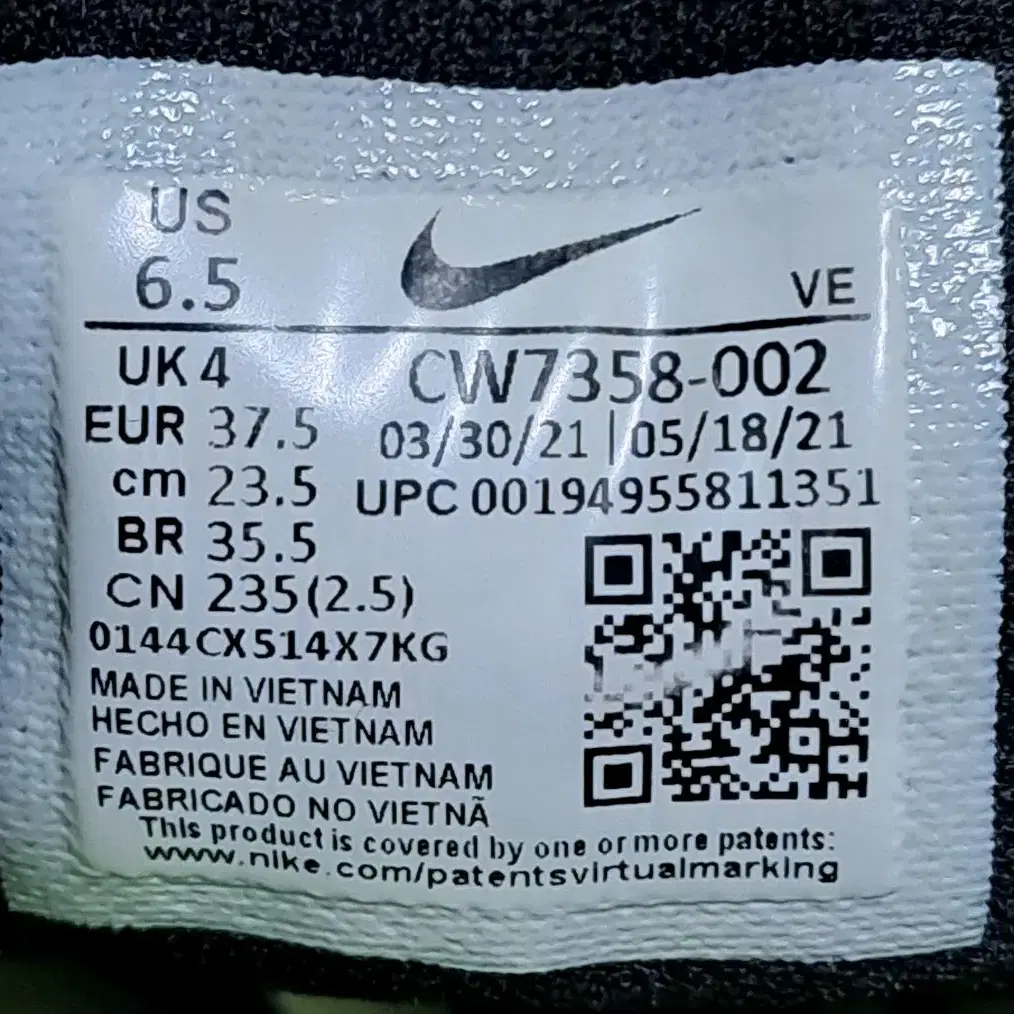 US
6.5
VE
UK 4
CW7358-002
EUR 37.5
03/30/21 | 05/18/21
cm 23.5
UPC 00194955811351
BR 35.5
CN 235(2.5)
0144CX514X7KG
MADE IN VIETNAM
HECHO EN VIETNAM
FABRIQUE AU VIETNAM
FABRICADO NO VIETNÃ
This product is covered by one or more patents:
www.nike.com/patentsvirtualmarking